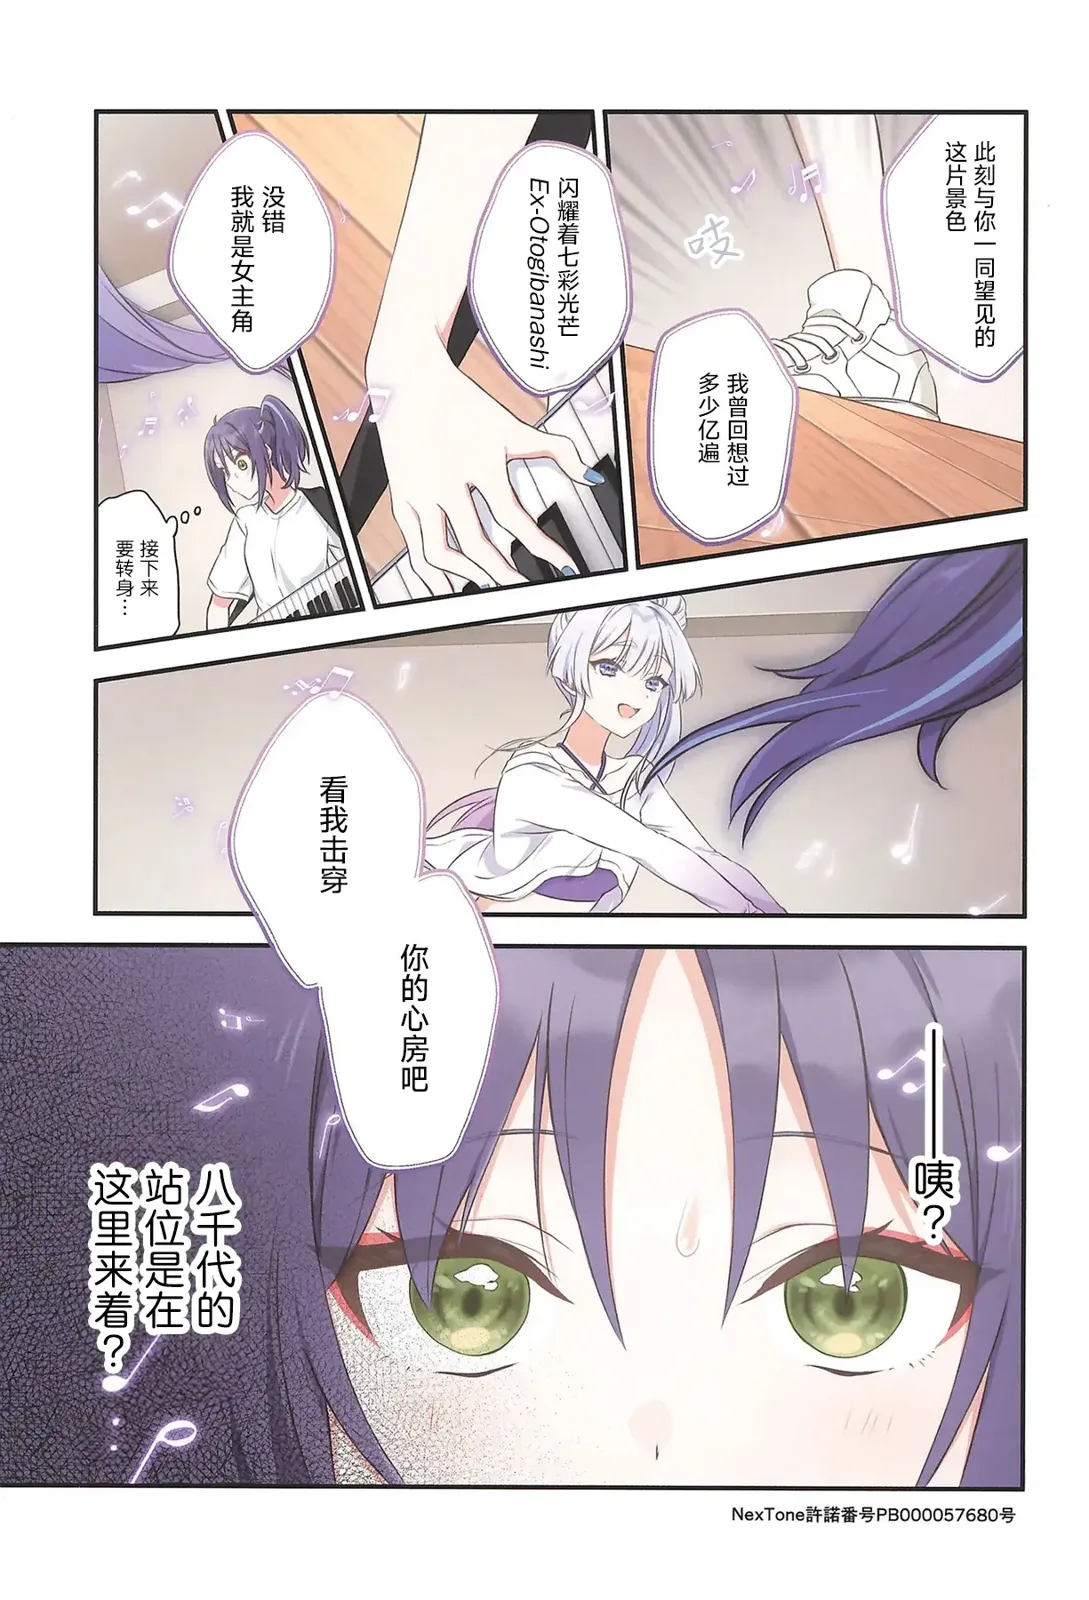 此刻与你一同望见的
这片景色
吱
我曾回想过
多少亿遍
闪耀着七彩光芒
Ex-Otogibanashi
没错
我就是女主角
接下来
要转身…
看我击穿
你的心房吧
——咦？
八千代的
站位是在
这里来着？
NexTone許諾番号PB000057680号